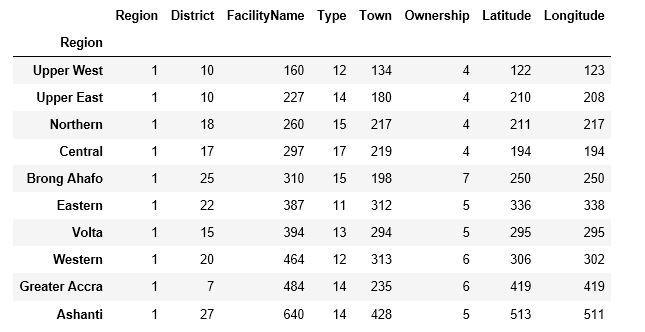 Region District FacilityName Type Town Ownership Latitude Longitude
Region
Upper West 1 10 160 12 134 4 122 123
Upper East 1 10 227 14 180 4 210 208
Northern 1 18 260 15 217 4 211 217
Central 1 17 297 17 219 4 194 194
Brong Ahafo 1 25 310 15 198 7 250 250
Eastern 1 22 387 11 312 5 336 338
Volta 1 15 394 13 294 5 295 295
Western 1 20 464 12 313 6 306 302
Greater Accra 1 7 484 14 235 6 419 419
Ashanti 1 27 640 14 428 5 513 511